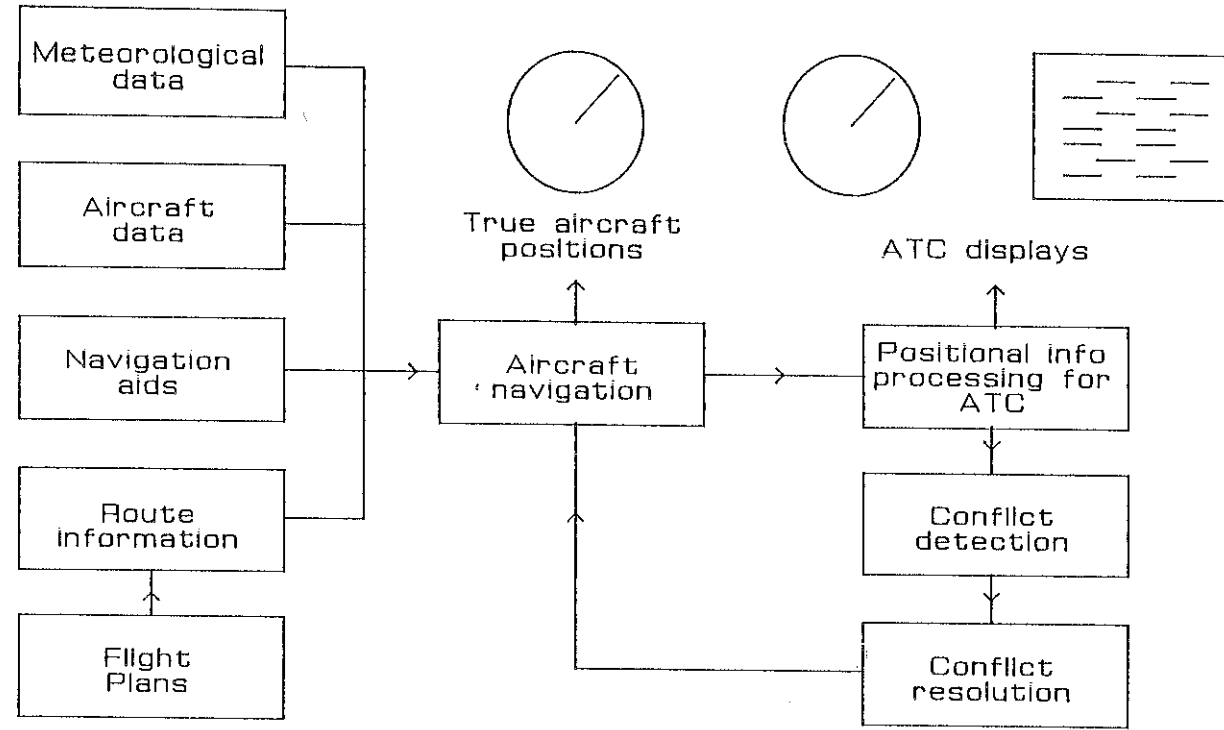 Meteorological
data
Aircraft
data
Navigation
aids
Route
information
Flight
Plans
True aircraft
positions
Aircraft
navigation
ATC displays
Positional info
processing for
ATC
Conflict
detection
Conflict
resolution